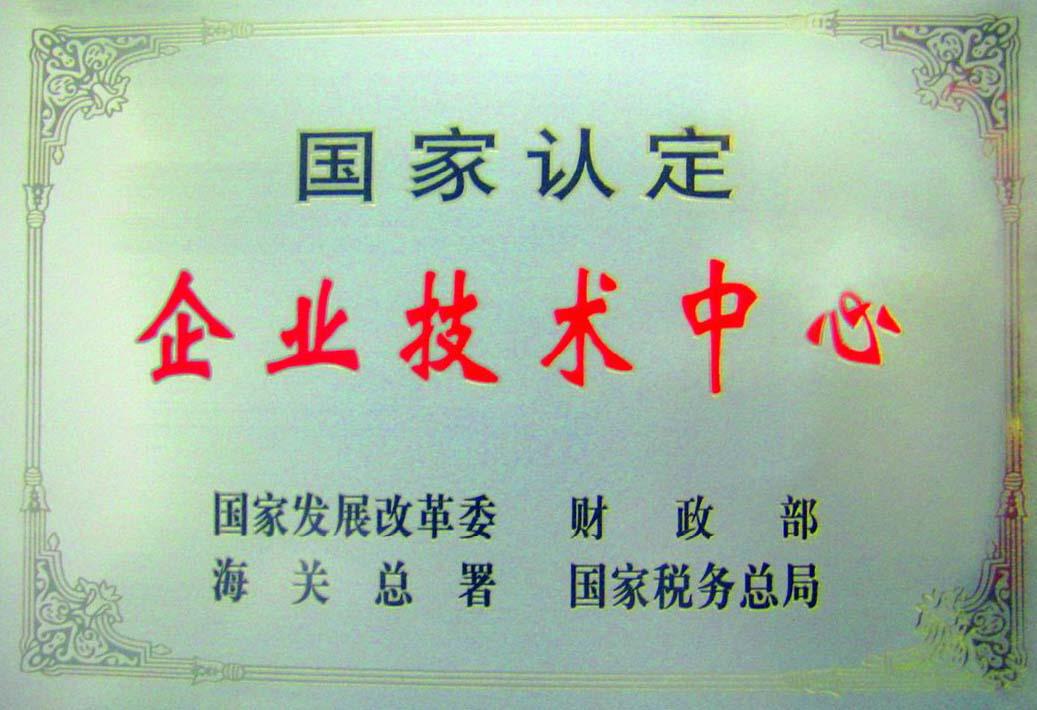 国家认定
企业技术中心
国家发展改革委 财政部
海关总署 国家税务总局